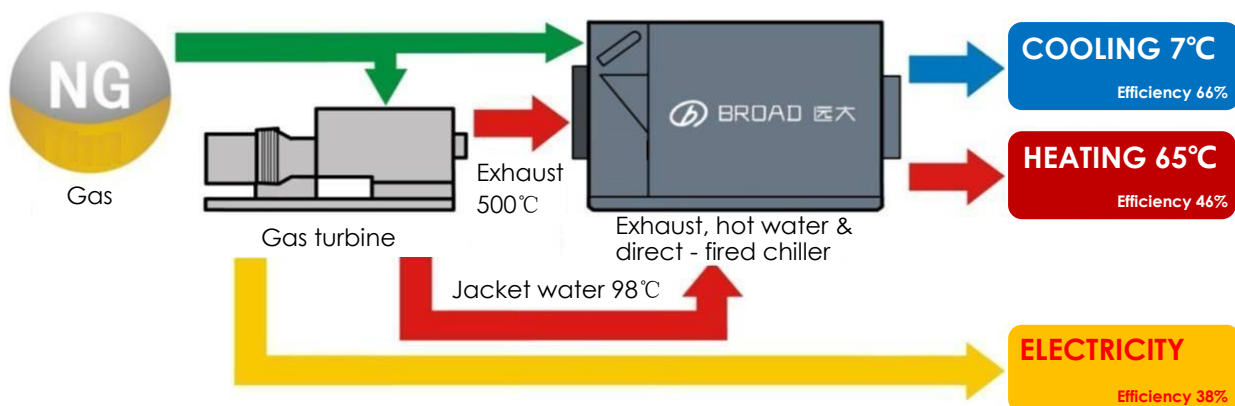 NG
Gas
Gas turbine
Exhaust
500℃
BROAD 远大
Exhaust, hot water &
direct - fired chiller
Jacket water 98℃
COOLING 7℃
Efficiency 66%
HEATING 65℃
Efficiency 46%
ELECTRICITY
Efficiency 38%